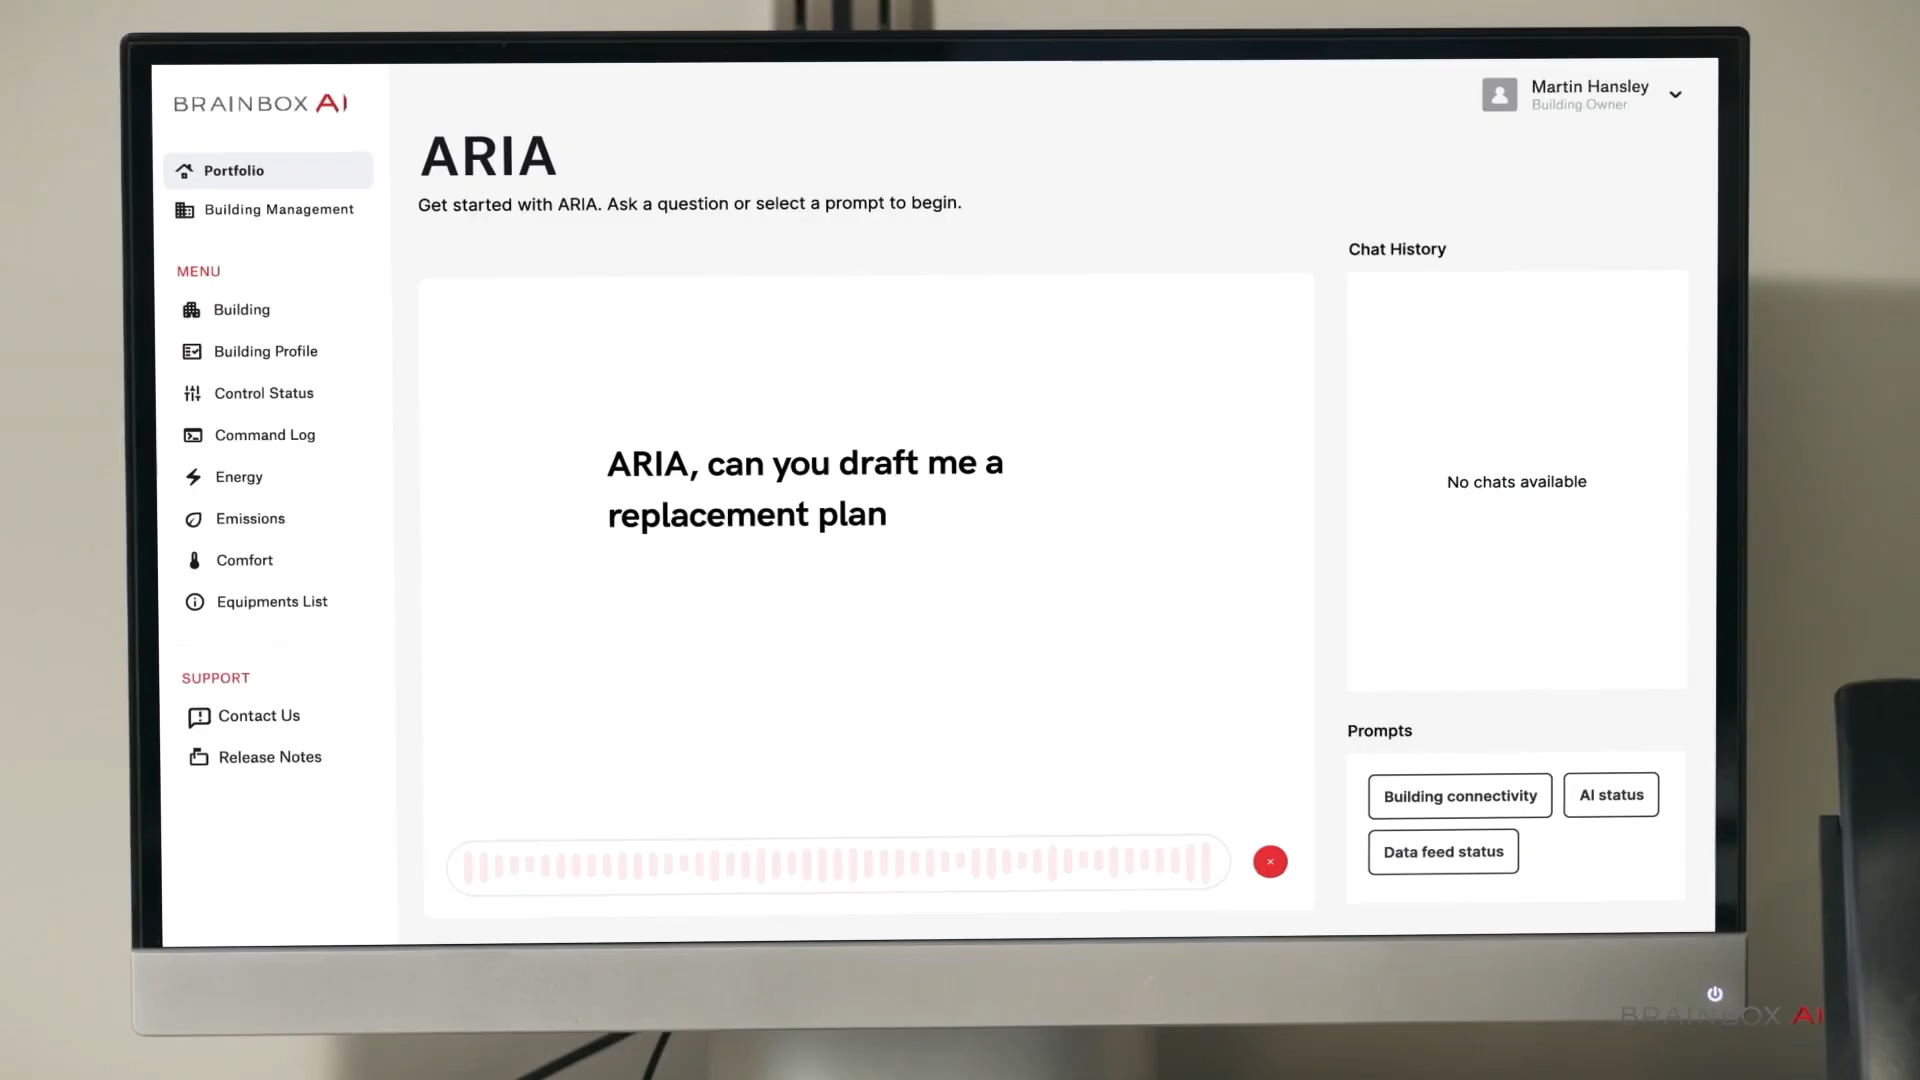 BRAINBOX AI
Portfolio
Building Management
MENU
Building
Building Profile
Control Status
Command Log
Energy
Emissions
Comfort
Equipments List
SUPPORT
Contact Us
Release Notes
Martin Hansley
Building Owner
ARIA
Get started with ARIA. Ask a question or select a prompt to begin.
ARIA, can you draft me a
replacement plan
Chat History
No chats available
Prompts
Building connectivity
AI status
Data feed status
BRAINBOX AI